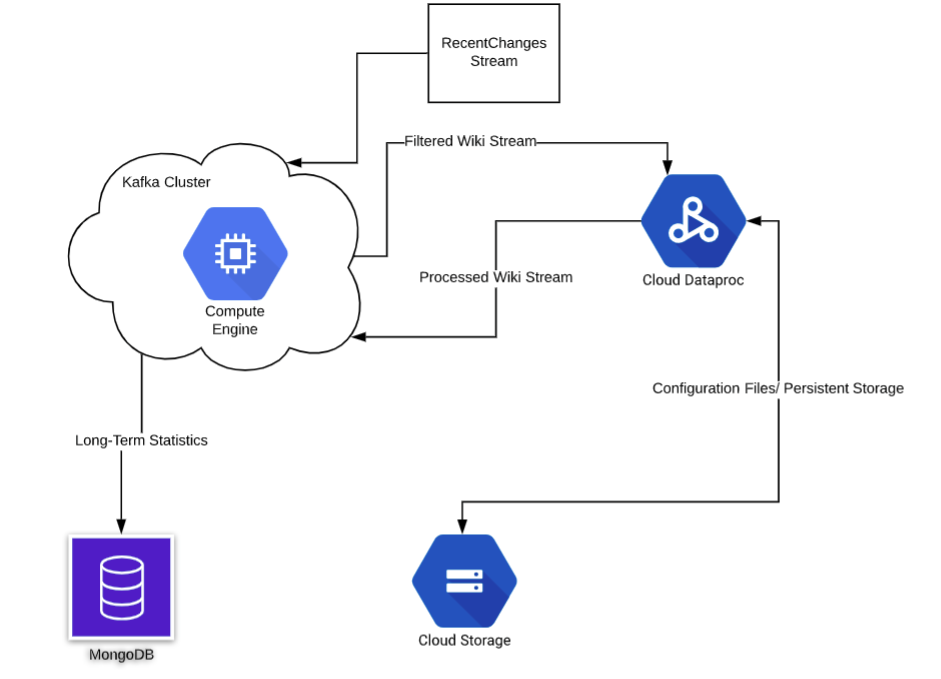 RecentChanges
Stream
Filtered Wiki Stream
Kafka Cluster
Compute
Engine
Processed Wiki Stream
Cloud Dataproc
Configuration Files/ Persistent Storage
Long-Term Statistics
Cloud Storage
MongoDB